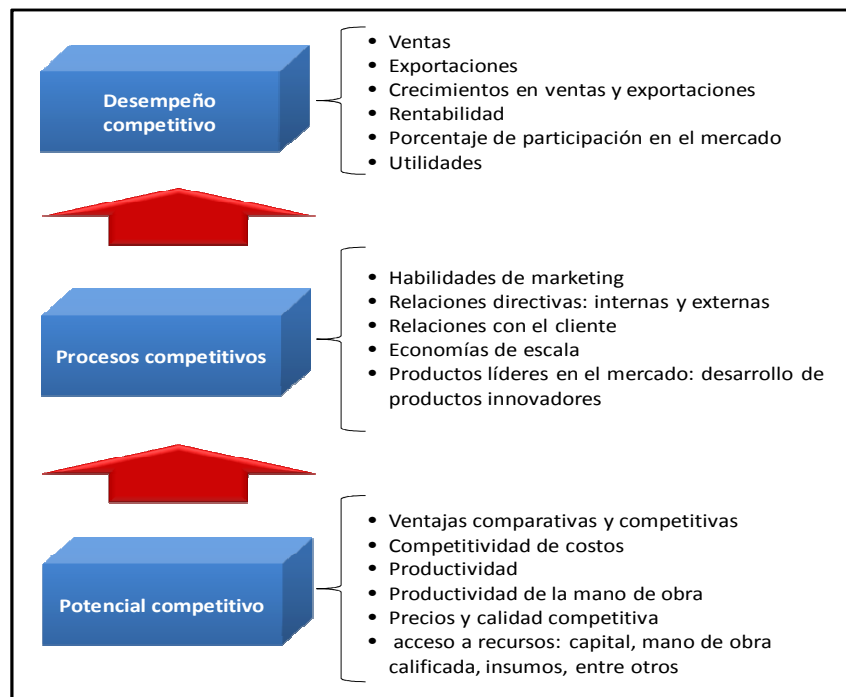 Desempeño
competitivo
• Ventas
• Exportaciones
• Crecimientos en ventas y exportaciones
• Rentabilidad
• Porcentaje de participación en el mercado
• Utilidades
Procesos competitivos
• Habilidades de marketing
• Relaciones directivas: internas y externas
• Relaciones con el cliente
• Economías de escala
• Productos líderes en el mercado: desarrollo de
productos innovadores
Potencial competitivo
• Ventajas comparativas y competitivas
• Competitividad de costos
• Productividad
• Productividad de la mano de obra
• Precios y calidad competitiva
• acceso a recursos: capital, mano de obra
calificada, insumos, entre otros